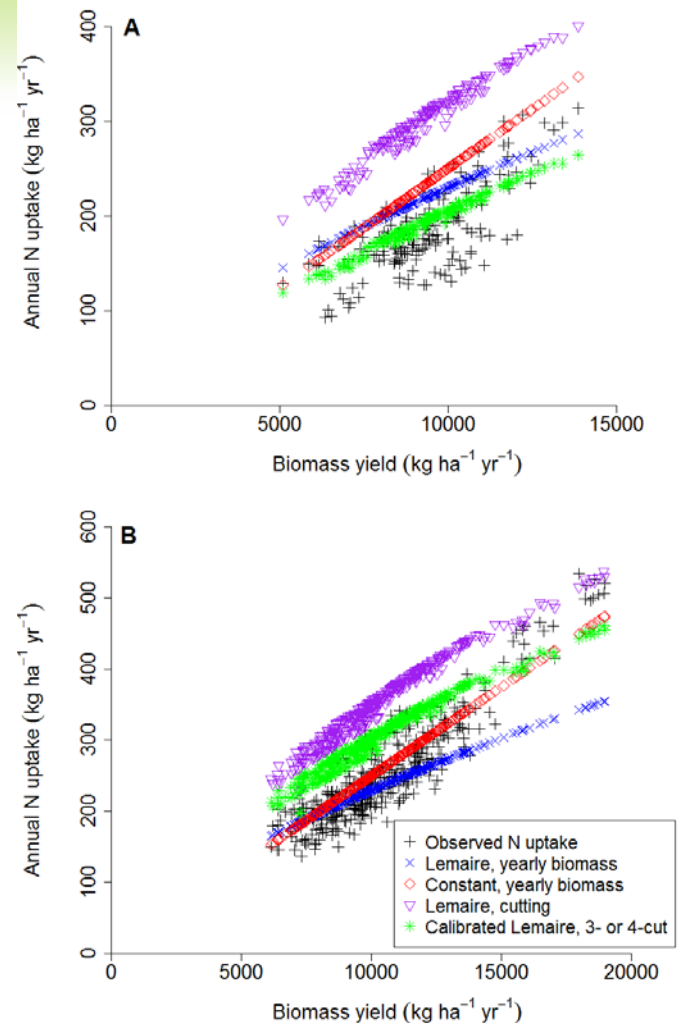 A
400
300
200
100
0
Annual N uptake (kg ha⁻¹ yr⁻¹)
0 5000 10000 15000
Biomass yield (kg ha⁻¹ yr⁻¹)
B
600
500
400
300
200
100
0
Annual N uptake (kg ha⁻¹ yr⁻¹)
Observed N uptake
Lemaire, yearly biomass
Constant, yearly biomass
Lemaire, cutting
Calibrated Lemaire, 3- or 4-cut
0 5000 10000 15000 20000
Biomass yield (kg ha⁻¹ yr⁻¹)